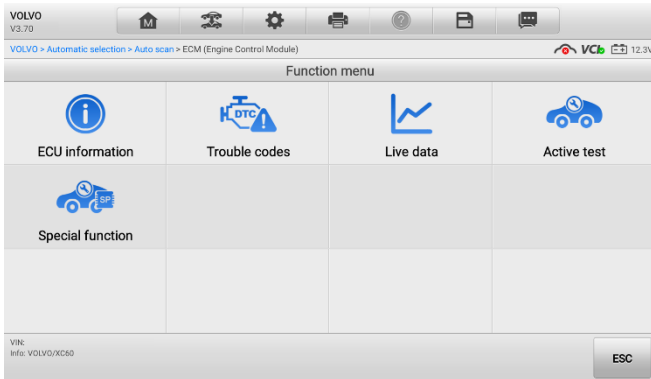 VOLVO
V3.70
M
?
VOLVO > Automatic selection > Auto scan > ECM (Engine Control Module)
VCI
12.3V
Function menu
i
DTC
ECU information
Trouble codes
Live data
Active test
SP
Special function
VIN:
Info: VOLVO/XC60
ESC